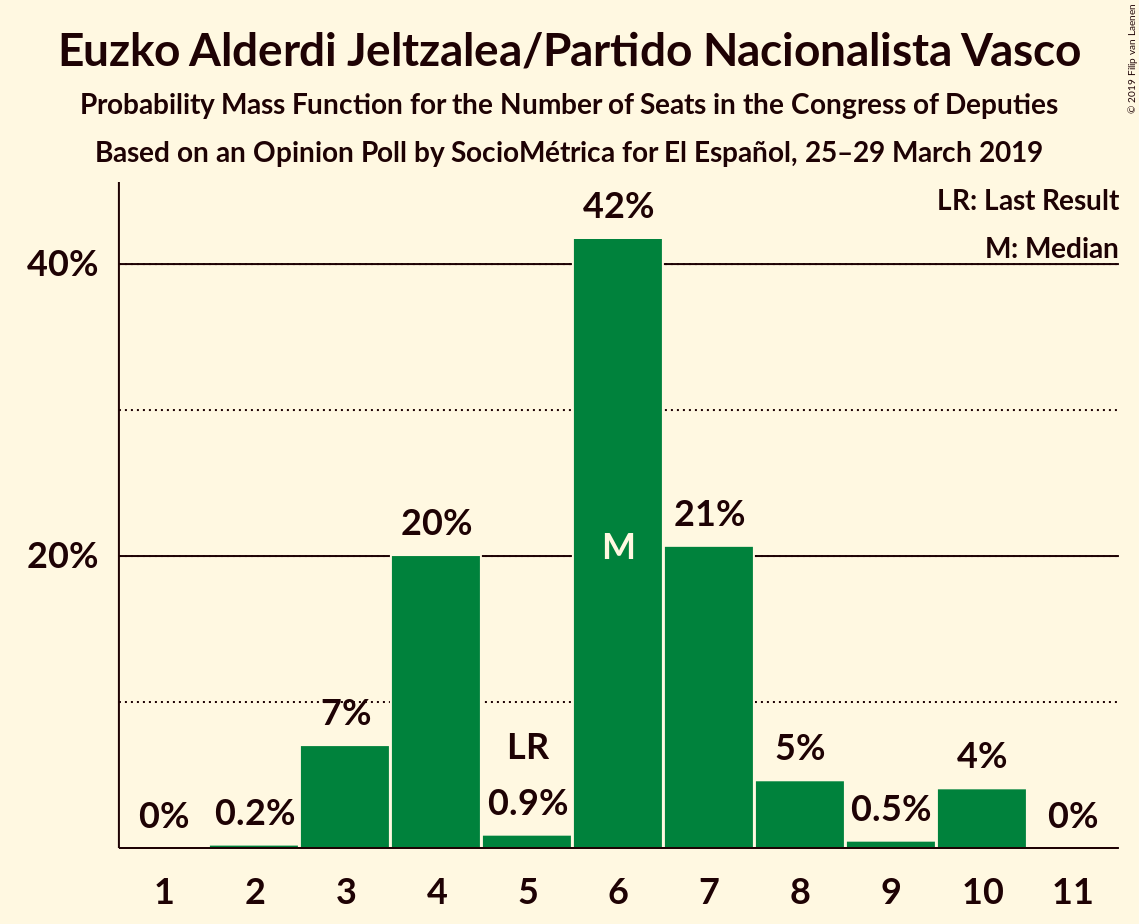 Euzko Alderdi Jeltzalea/Partido Nacionalista Vasco
Probability Mass Function for the Number of Seats in the Congress of Deputies
Based on an Opinion Poll by SocioMétrica for El Español, 25–29 March 2019
© 2019 Filip van Laenen
LR: Last Result
M: Median
42%
40%
21%
20%
M
20%
7%
LR
5%
4%
0.9%
0.5%
0%
0.2%
0%
1 2 3 4 5 6 7 8 9 10 11